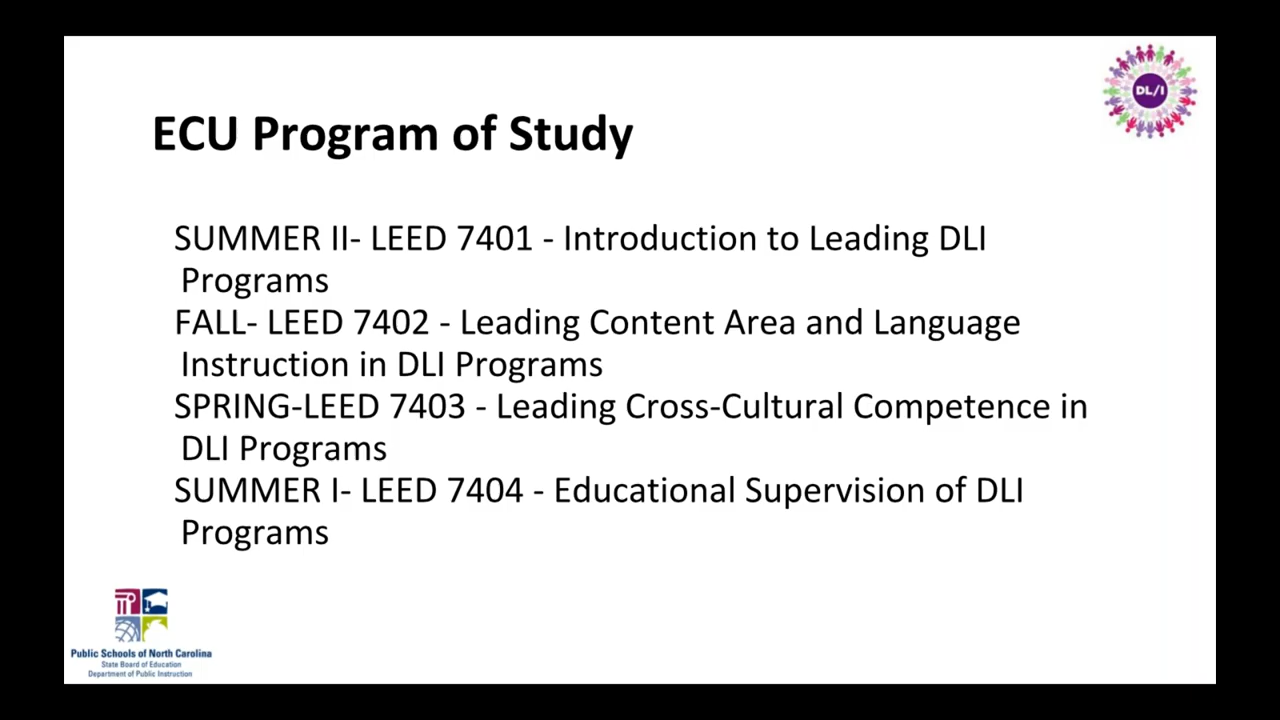 DL/I
ECU Program of Study
SUMMER II- LEED 7401 - Introduction to Leading DLI
Programs
FALL- LEED 7402 - Leading Content Area and Language
Instruction in DLI Programs
SPRING-LEED 7403 - Leading Cross-Cultural Competence in
DLI Programs
SUMMER I- LEED 7404 - Educational Supervision of DLI
Programs
Public Schools of North Carolina
State Board of Education
Department of Public Instruction